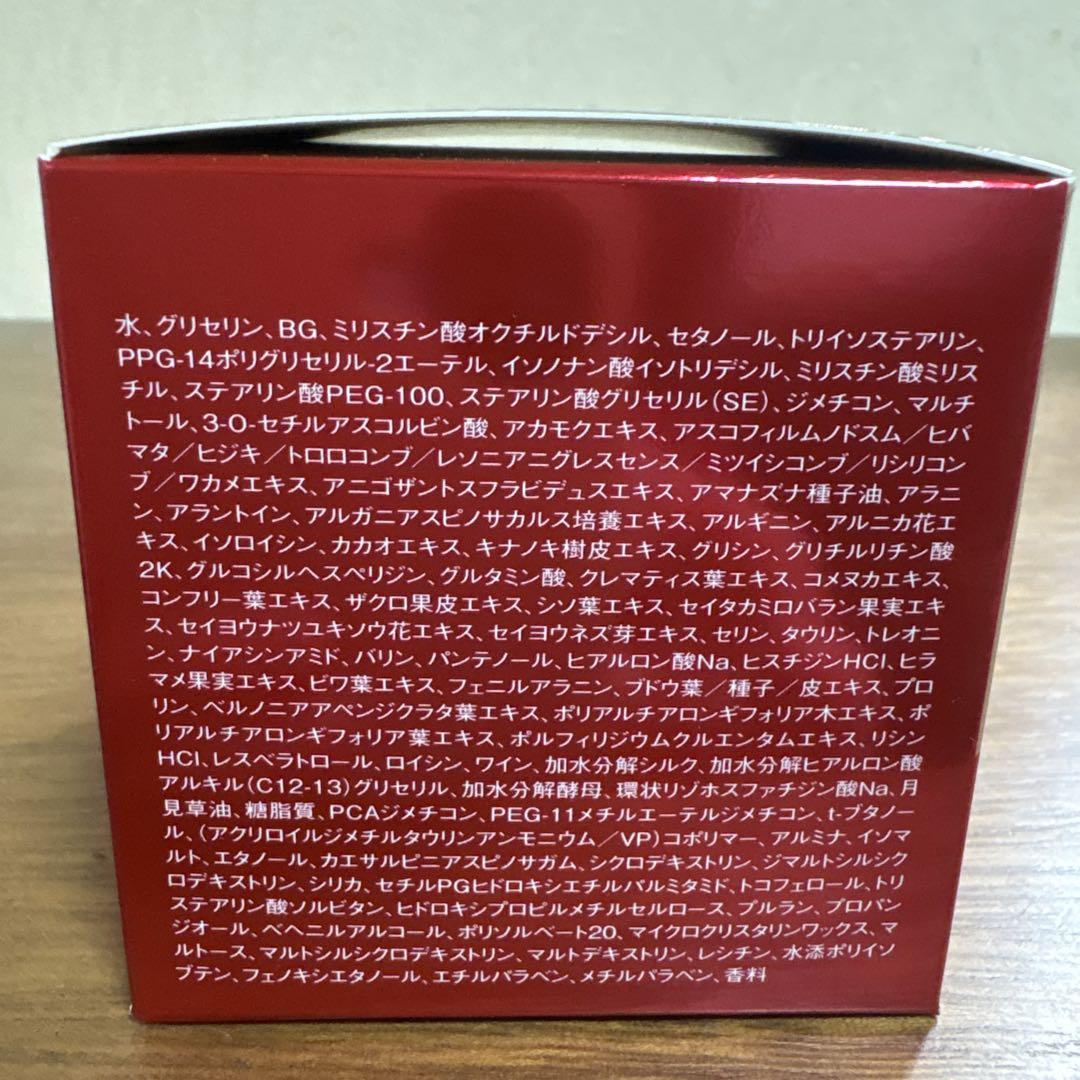 水、グリセリン、BG、ミリスチン酸オクチルドデシル、セタノール、トリイソステアリン、
PPG-14ポリグリセリル-2エーテル、イソノナン酸イソトリデシル、ミリスチン酸ミリス
チル、ステアリン酸PEG-100、ステアリン酸グリセリル(SE)、ジメチコン、マルチ
トール、3-O-セチルアスコルビン酸、アカモクエキス、アスコフィルムノドスム/ヒバ
マタ/ヒジキ/トロロコンブ/レソニアニグレスセンス/ミツイシコンブ/リシリコン
ブ/ワカメエキス、アニゴザントスフラビデュスエキス、アマナズナ種子油、アラニ
ン、アラントイン、アルガニアスピノサカルス培養エキス、アルギニン、アルニカ花エ
キス、イソロイシン、カカオエキス、キナノキ樹皮エキス、グリシン、グリチルリチン酸
2K、グルコシルヘスペリジン、グルタミン酸、クレマティス葉エキス、コメヌカエキス、
コンフリー葉エキス、ザクロ果皮エキス、シソ葉エキス、セイタカミロバラン果実エキ
ス、セイヨウナツユキソウ花エキス、セイヨウネズ芽エキス、セリン、タウリン、トレオニ
ン、ナイアシンアミド、バリン、パンテノール、ヒアルロン酸Na、ヒスチジンHCl、ヒラ
マメ果実エキス、ビワ葉エキス、フェニルアラニン、ブドウ葉/種子/皮エキス、プロ
リン、ベルノニアアペンジクラタ葉エキス、ポリアルチアロンギフォリア木エキス、ポ
リアルチアロンギフォリア葉エキス、ポルフィリジウムクルエンタムエキス、リシン
HCl、レスベラトロール、ロイシン、ワイン、加水分解シルク、加水分解ヒアルロン酸
アルキル(C12-13)グリセリル、加水分解酵母、環状リゾホスファチジン酸Na、月
見草油、糖脂質、PCAジメチコン、PEG-11メチルエーテルジメチコン、t-ブタノー
ル、(アクリロイルジメチルタウリンアンモニウム/VP)コポリマー、アルミナ、イソマ
ルト、エタノール、カエサルピニアスピノサガム、シクロデキストリン、ジマルトシルシク
ロデキストリン、シリカ、セチルPGヒドロキシエチルパルミタミド、トコフェロール、トリ
ステアリン酸ソルビタン、ヒドロキシプロピルメチルセルロース、プルラン、プロパン
ジオール、ベヘニルアルコール、ポリソルベート20、マイクロクリスタリンワックス、マ
ルトース、マルトシルシクロデキストリン、マルトデキストリン、レシチン、水添ポリイソ
ブテン、フェノキシエタノール、エチルパラベン、メチルパラベン、香料